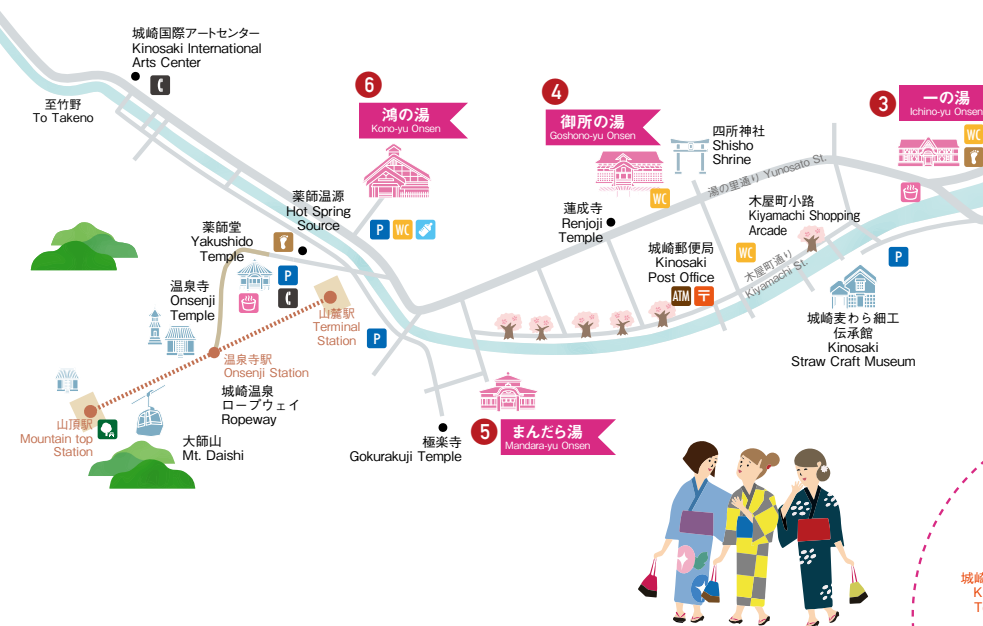 城崎国際アートセンター
Kinosaki International
Arts Center
至竹野
To Takeno
6
鴻の湯
Kono-yu Onsen
4
御所の湯
Goshono-yu Onsen
四所神社
Shisho
Shrine
3
一の湯
Ichino-yu Onsen
WC
湯の里通り Yunosato St.
薬師温源
Hot Spring
Source
P
WC
WC
蓮成寺
Renjoji
Temple
木屋町小路
Kiyamachi Shopping
Arcade
薬師堂
Yakushido
Temple
P
城崎郵便局
Kinosaki
Post Office
ATM
〒
WC
木屋町通り
Kiyamachi St.
P
温泉寺
Onsenji
Temple
山麓駅
Terminal
Station
P
城崎麦わら細工
伝承館
Kinosaki
Straw Craft Museum
温泉寺駅
Onsenji Station
城崎温泉
ロープウェイ
Ropeway
山頂駅
Mountain top
Station
大師山
Mt. Daishi
5
まんだら湯
Mandara-yu Onsen
極楽寺
Gokurakuji Temple
城崎
K
T